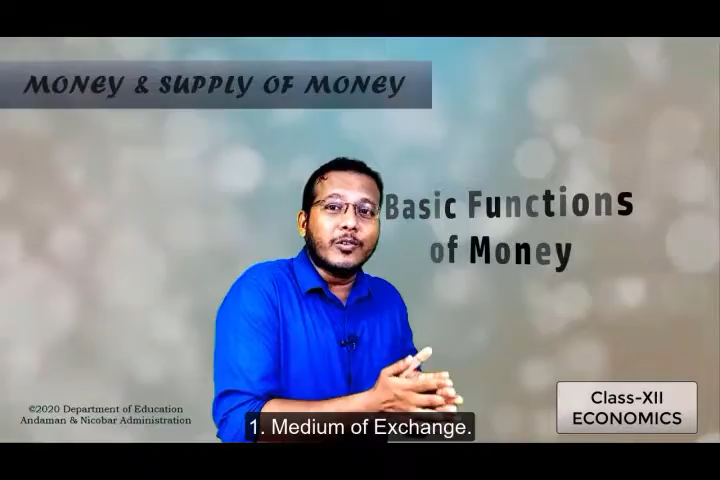 MONEY & SUPPLY OF MONEY
Basic Functions
of Money
©2020 Department of Education
Andaman & Nicobar Administration
Class-XII
ECONOMICS
1. Medium of Exchange.